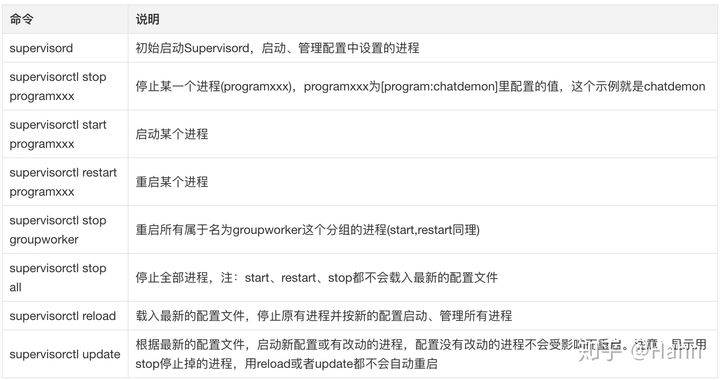 命令 说明
supervisord 初始启动Supervisord，启动、管理配置中设置的进程
supervisorctl stop
programxxx
停止某一个进程(programxxx)，programxxx为[program:chatdemon]里配置的值，这个示例就是chatdemon
supervisorctl start
programxxx
启动某个进程
supervisorctl restart
programxxx
重启某个进程
supervisorctl stop
groupworker
重启所有属于名为groupworker这个分组的进程(start,restart同理)
supervisorctl stop
all
停止全部进程，注：start、restart、stop都不会载入最新的配置文件
supervisorctl reload 载入最新的配置文件，停止原有进程并按新的配置启动、管理所有进程
supervisorctl update
根据最新的配置文件，启动新配置或有改动的进程，配置没有改动的进程不会受影响而重启。注意：显示用
stop停止掉的进程，用reload或者update都不会自动重启
知乎